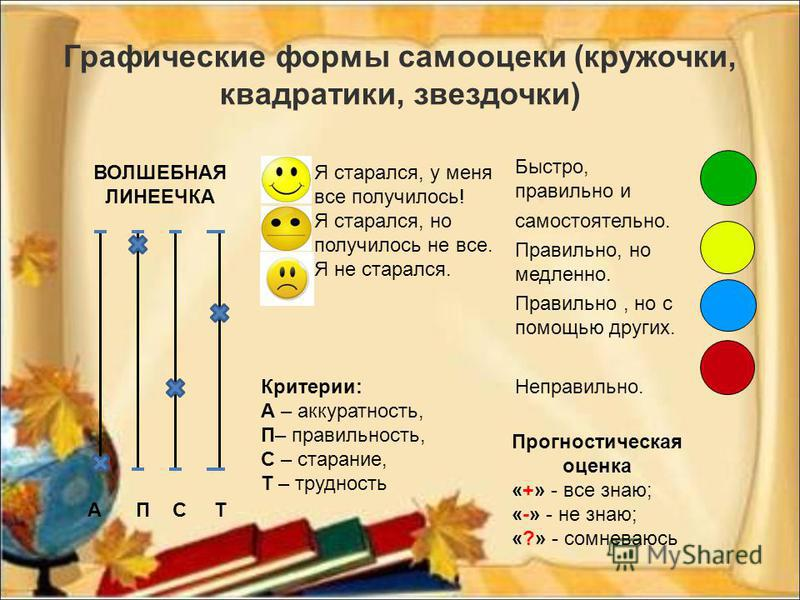 Графические формы самооцеки (кружочки,
квадратики, звездочки)
ВОЛШЕБНАЯ
ЛИНЕЕЧКА
А П С Т
Я старался, у меня
все получилось!
Я старался, но
получилось не все.
Я не старался.
Критерии:
А – аккуратность,
П– правильность,
С – старание,
Т – трудность
Быстро,
правильно и
самостоятельно.
Правильно, но
медленно.
Правильно , но с
помощью других.
Неправильно.
Прогностическая
оценка
«+» - все знаю;
«-» - не знаю;
«?» - сомневаюсь
MyShared